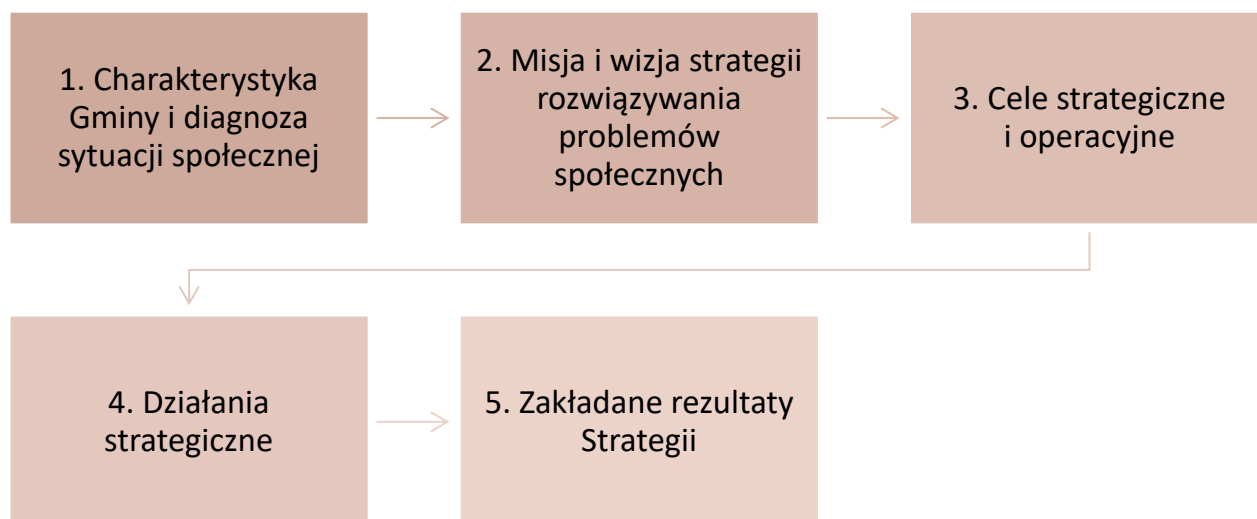 1. Charakterystyka
Gminy i diagnoza
sytuacji społecznej
2. Misja i wizja strategii
rozwiązywania
problemów
społecznych
3. Cele strategiczne
i operacyjne
4. Działania
strategiczne
5. Zakładane rezultaty
Strategii